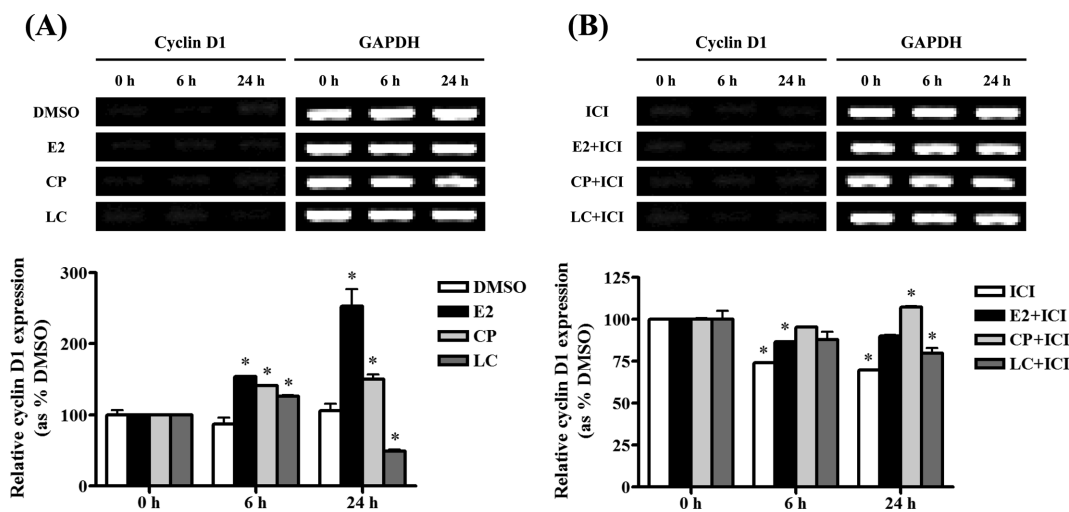 (A)
Cyclin D1 GAPDH
0 h 6 h 24 h 0 h 6 h 24 h
DMSO
E2
CP
LC
Relative cyclin D1 expression
(as % DMSO)
300
200
100
0
* * *
* * *
DMSO
E2
CP
LC
0 h 6 h 24 h
(B)
Cyclin D1 GAPDH
0 h 6 h 24 h 0 h 6 h 24 h
ICI
E2+ICI
CP+ICI
LC+ICI
Relative cyclin D1 expression
(as % DMSO)
125
100
75
50
25
0
* *
* * *
ICI
E2+ICI
CP+ICI
LC+ICI
0 h 6 h 24 h